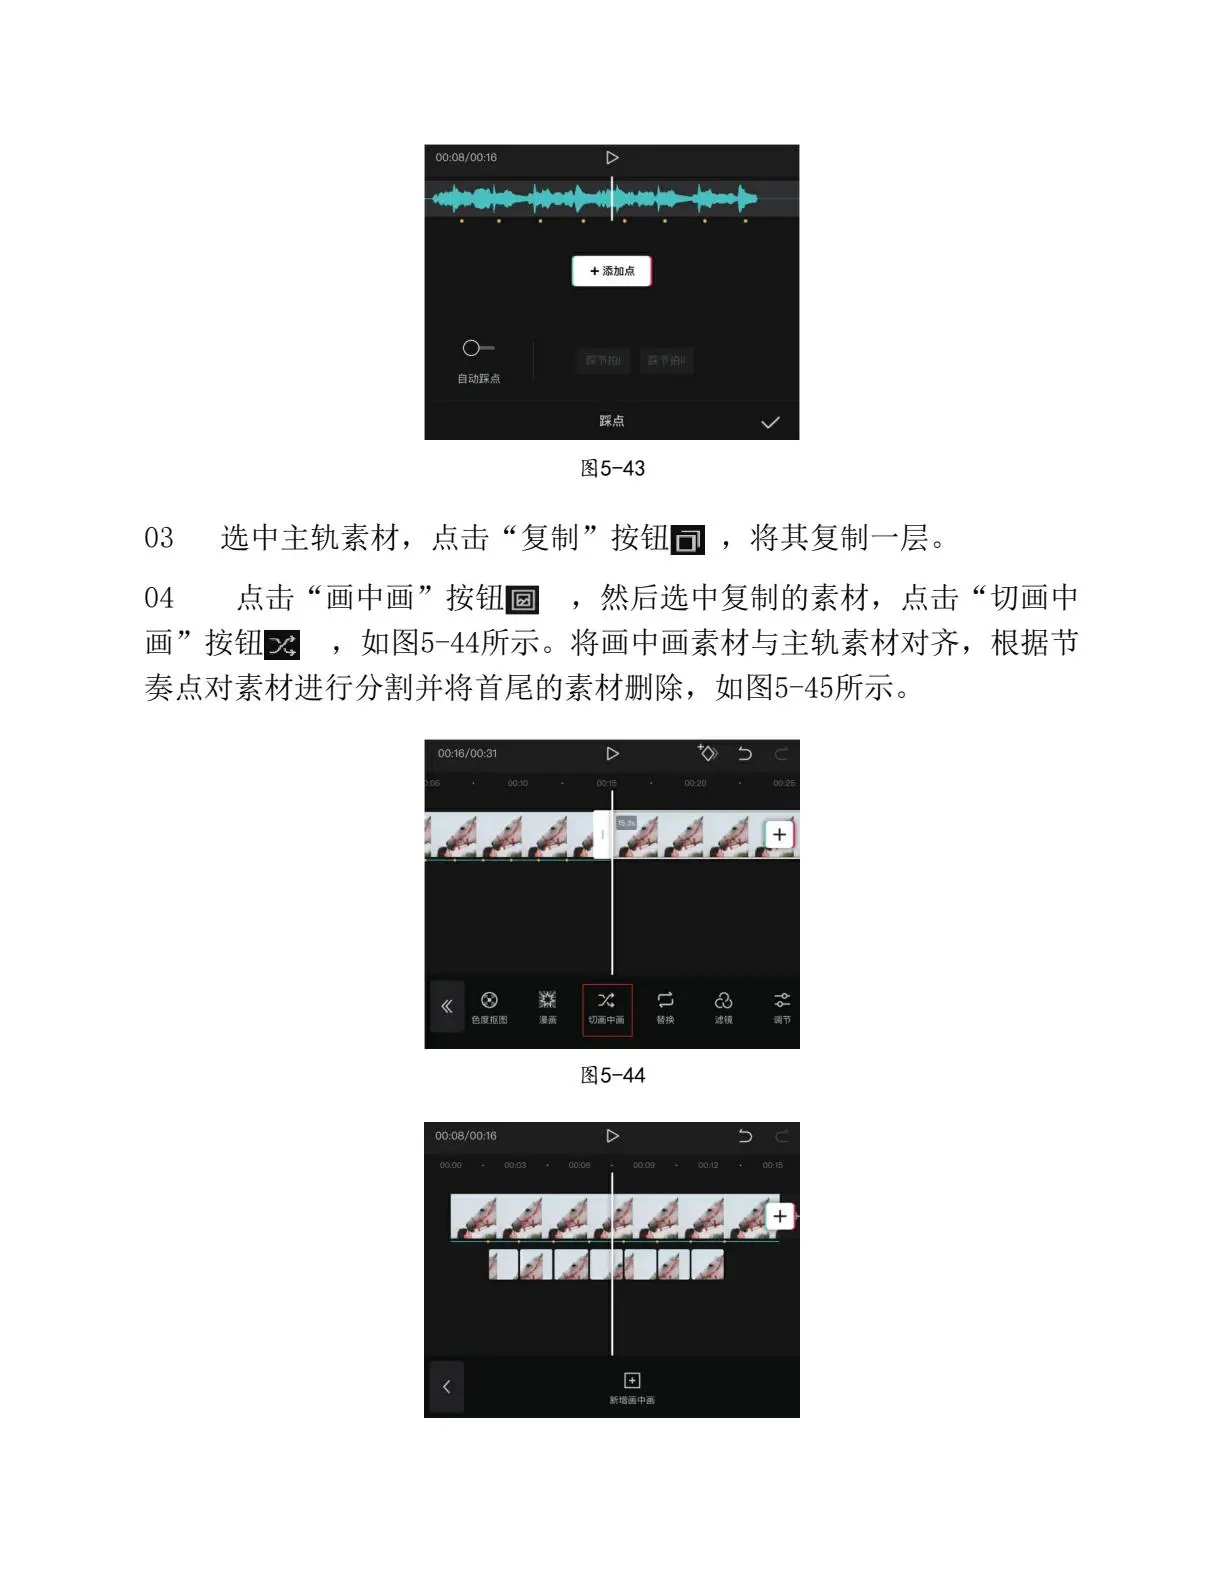 00:08/00:16
+ 添加点
踩节拍I 踩节拍II
自动踩点
踩点
图5-43
03 选中主轨素材，点击“复制”按钮 ，将其复制一层。
04 点击“画中画”按钮 ，然后选中复制的素材，点击“切画中
画”按钮 ，如图5-44所示。将画中画素材与主轨素材对齐，根据节
奏点对素材进行分割并将首尾的素材删除，如图5-45所示。
00:16/00:31
0:05 00:10 00:15 00:20 00:25
15.3s
色度抠图 漫画 切画中画 替换 滤镜 调节
图5-44
00:08/00:16
00:00 00:03 00:06 00:09 00:12 00:15
新增画中画